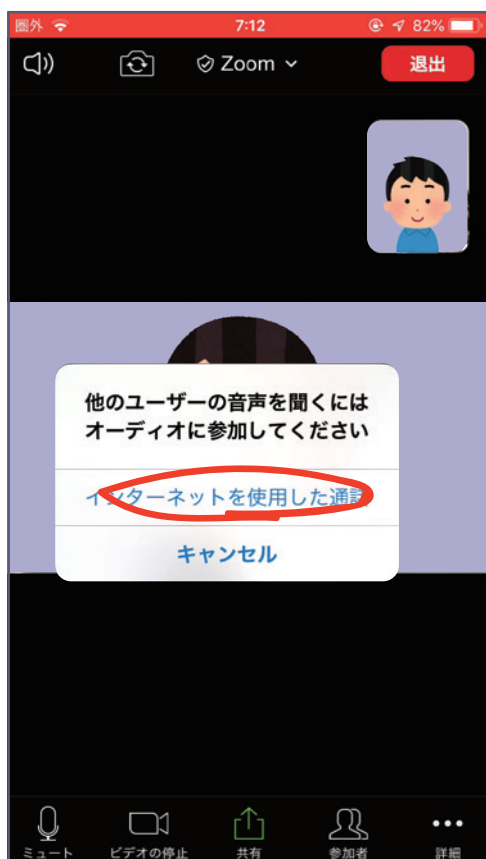 圏外 7:12 82%
Zoom 退出
他のユーザーの音声を聞くには
オーディオに参加してください
インターネットを使用した通話
キャンセル
ミュート ビデオの停止 共有 参加者 詳細